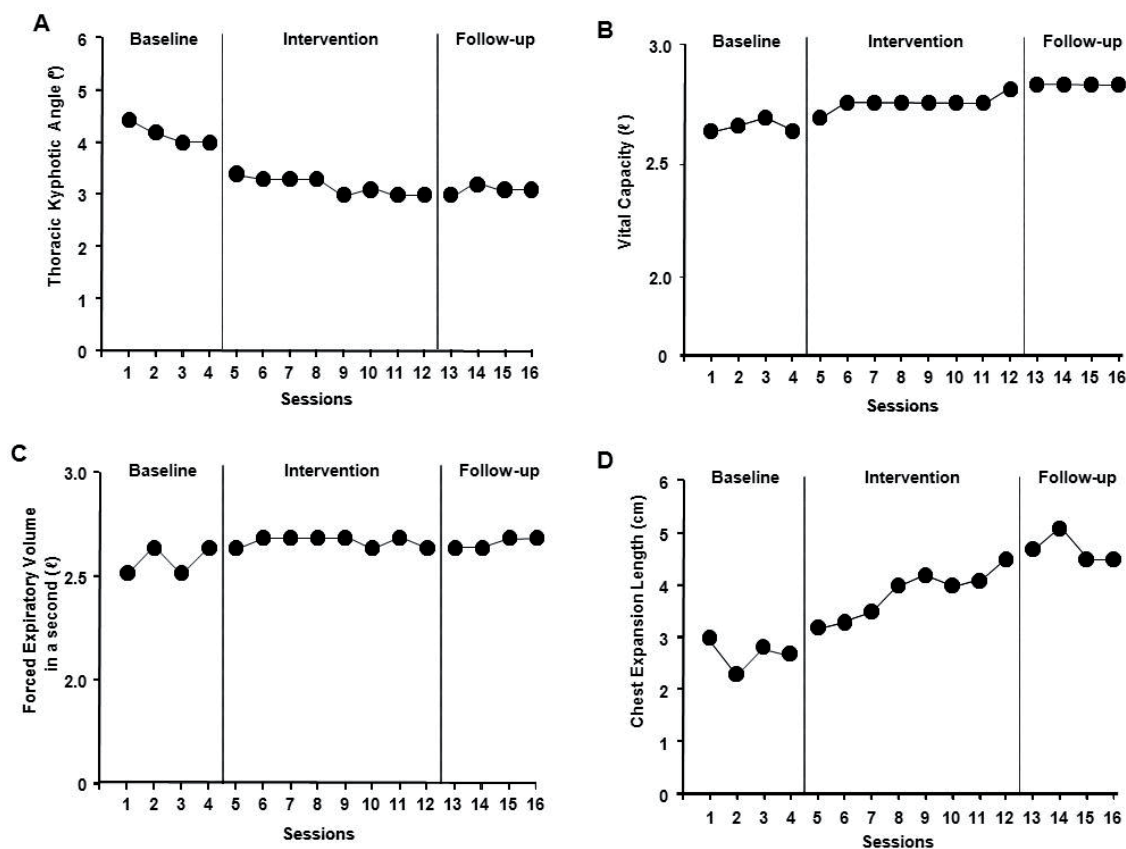 A
Baseline Intervention Follow-up
Thoracic Kyphotic Angle (°)
6
5
4
3
2
1
0
1 2 3 4 5 6 7 8 9 10 11 12 13 14 15 16
Sessions
B
Baseline Intervention Follow-up
Vital Capacity (ℓ)
3.0
2.5
2.0
0
1 2 3 4 5 6 7 8 9 10 11 12 13 14 15 16
Sessions
C
Baseline Intervention Follow-up
Forced Expiratory Volume
in a second (ℓ)
3.0
2.5
2.0
0
1 2 3 4 5 6 7 8 9 10 11 12 13 14 15 16
Sessions
D
Baseline Intervention Follow-up
Chest Expansion Length (cm)
6
5
4
3
2
1
0
1 2 3 4 5 6 7 8 9 10 11 12 13 14 15 16
Sessions